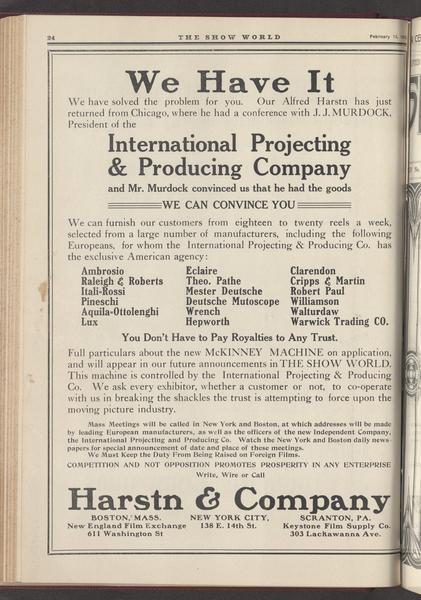 24
THE SHOW WORLD
February 13,
We Have It
We have solved the problem for you. Our Alfred Harstn has just
returned from Chicago, where he had a conference with J. J. MURDOCK,
President of the
International Projecting
& Producing Company
and Mr. Murdock convinced us that he had the goods
WE CAN CONVINCE YOU
We can furnish our customers from eighteen to twenty reels a week,
selected from a large number of manufacturers, including the following
Europeans, for whom the International Projecting & Producing Co. has
the exclusive American agency:
Ambrosio Eclaire Clarendon
Raleigh & Roberts Theo. Pathe Cripps & Martin
Itali-Rossi Mester Deutsche Robert Paul
Pineschi Deutsche Mutoscope Williamson
Aquila-Ottolenghi Wrench Walturdaw
Lux Hepworth Warwick Trading CO.
You Don't Have to Pay Royalties to Any Trust.
Full particulars about the new McKINNEY MACHINE on application,
and will appear in our future announcements in THE SHOW WORLD.
This machine is controlled by the International Projecting & Producing
Co. We ask every exhibitor, whether a customer or not, to co-operate
with us in breaking the shackles the trust is attempting to force upon the
moving picture industry.
Mass Meetings will be called in New York and Boston, at which addresses will be made
by leading European manufacturers, as well as the officers of the new Independent Company,
the International Projecting and Producing Co. Watch the New York and Boston daily news-
papers for special announcement of date and place of these meetings.
We Must Keep the Duty From Being Raised on Foreign Films.
COMPETITION AND NOT OPPOSITION PROMOTES PROSPERITY IN ANY ENTERPRISE
Write, Wire or Call
Harstn & Company
BOSTON, MASS. NEW YORK CITY, SCRANTON, PA.
New England Film Exchange 138 E. 14th St. Keystone Film Supply Co.
611 Washington St 303 Lackawanna Ave.